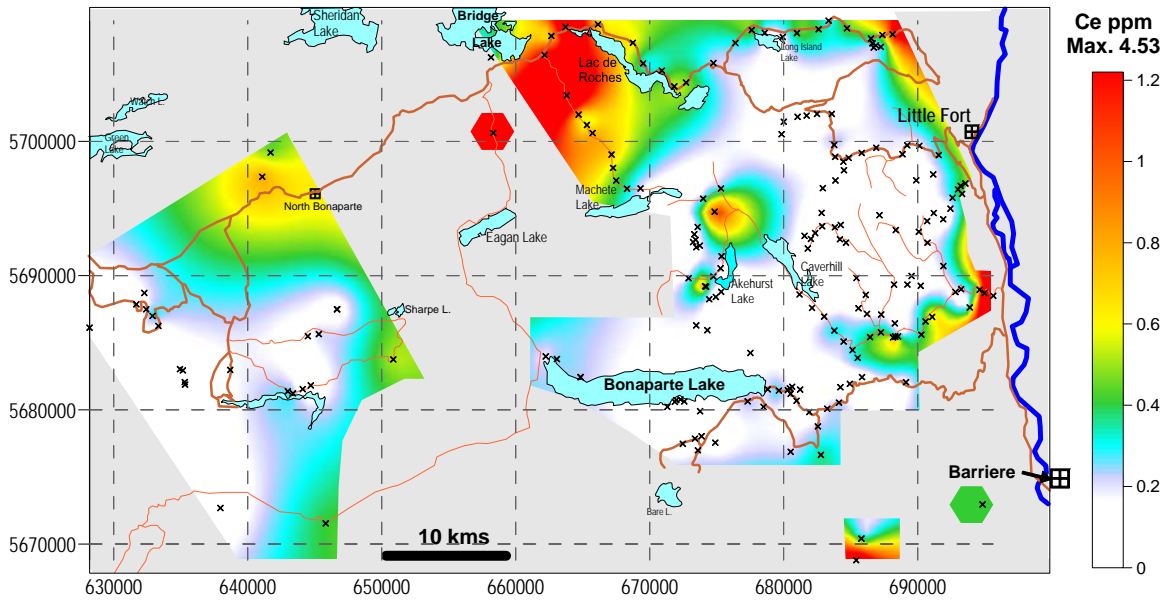 Ce ppm
Max. 4.53
Sheridan
Lake
Bridge
Lake
Long Island
Lake
Lac de
Roches
Little Fort
Green
Lake
North Bonaparte
Machete
Lake
Eagan Lake
Caverhill
Lake
Akehurst
Lake
Sharpe L.
Bonaparte Lake
Barriere
Bare L.
10 kms
5700000
5690000
5680000
5670000
630000
640000
650000
660000
670000
680000
690000
1.2
1
0.8
0.6
0.4
0.2
0